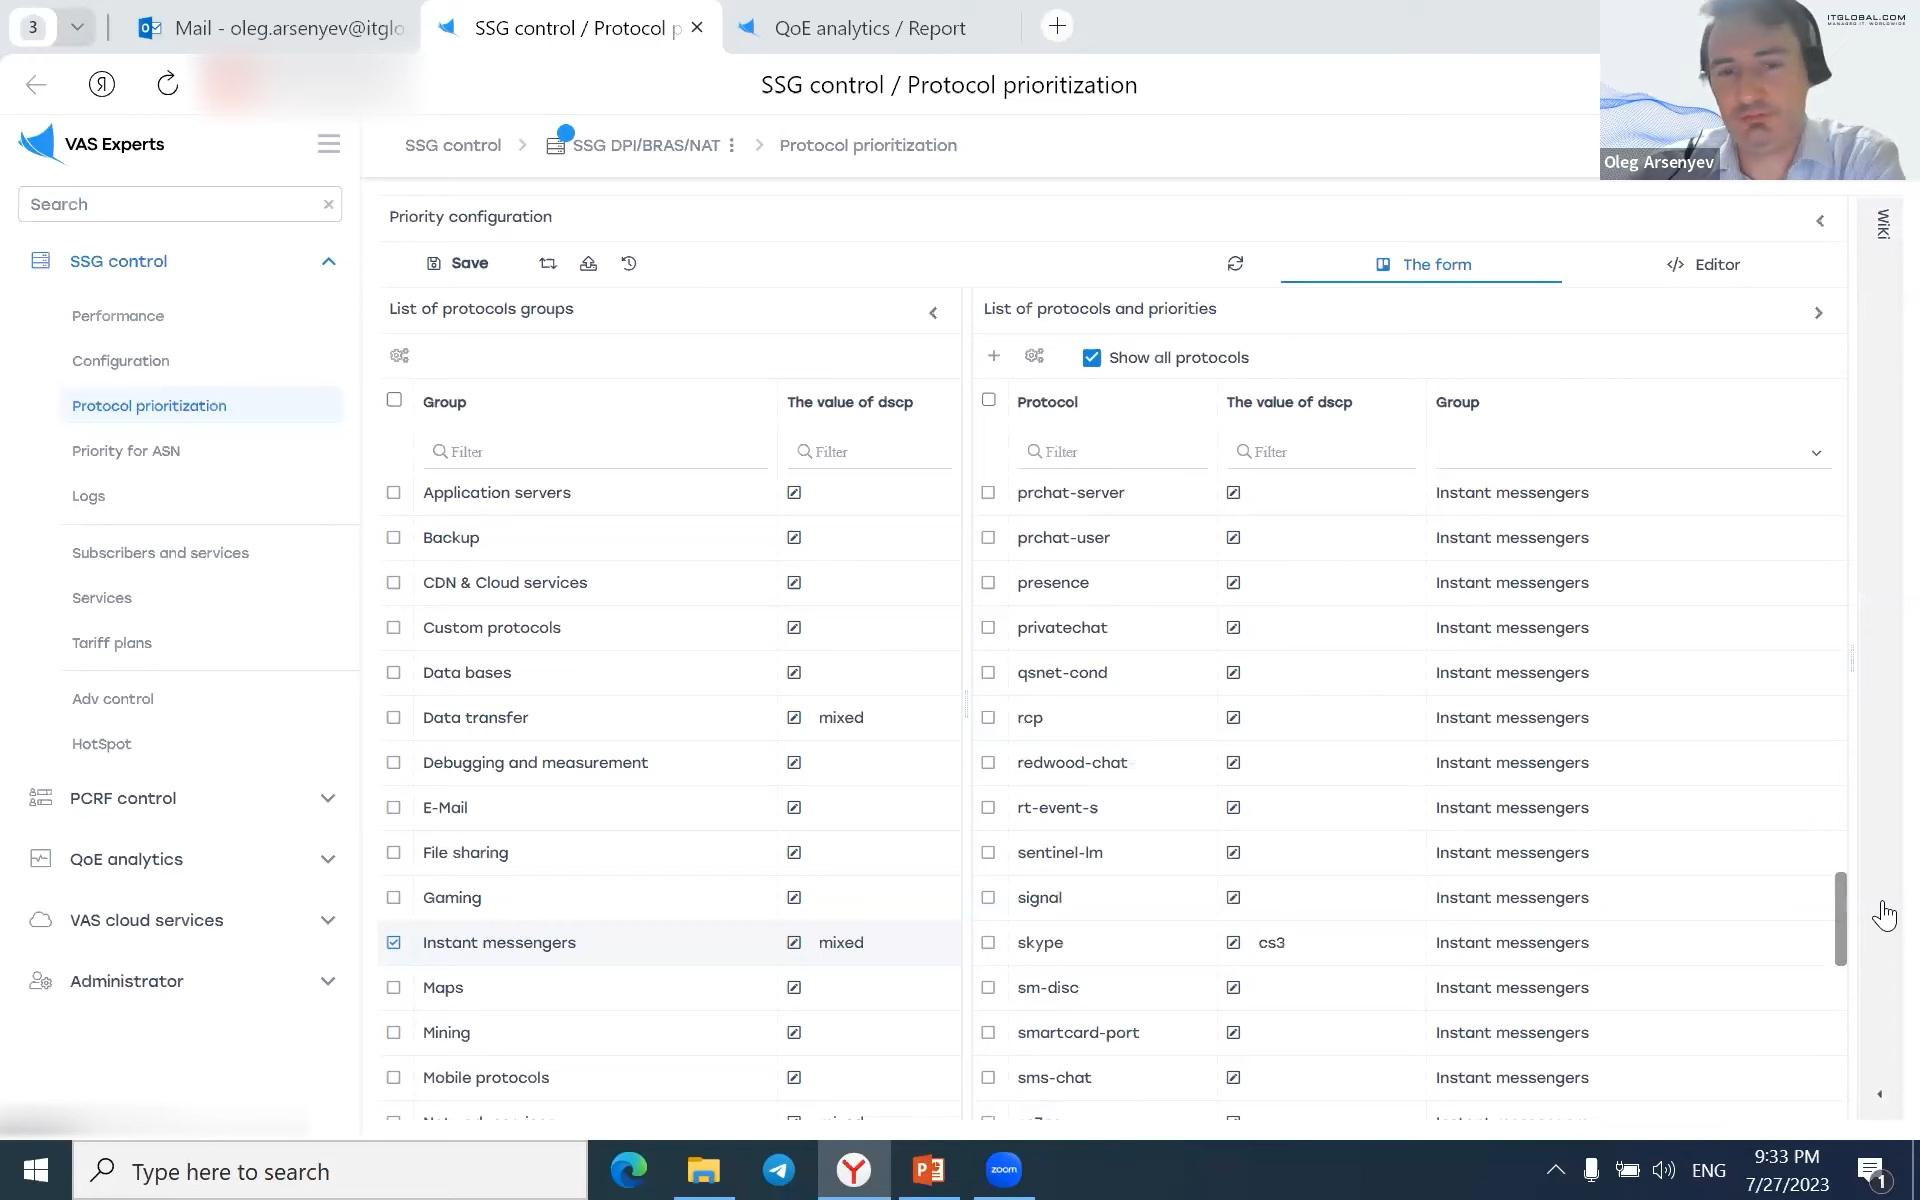 3
Mail - oleg.arsenyev@itglo
SSG control / Protocol p
QoE analytics / Report
ITGLOBAL.COM
MANAGED IT. WORLDWIDE
Я
SSG control / Protocol prioritization
VAS Experts
SSG control
SSG DPI/BRAS/NAT
Protocol prioritization
Oleg Arsenyev
Search
SSG control
Performance
Configuration
Protocol prioritization
Priority for ASN
Logs
Subscribers and services
Services
Tariff plans
Adv control
HotSpot
PCRF control
QoE analytics
VAS cloud services
Administrator
Priority configuration
Save
The form
Editor
Wiki
List of protocols groups
Group
The value of dscp
Filter
Filter
Application servers
Backup
CDN & Cloud services
Custom protocols
Data bases
Data transfer mixed
Debugging and measurement
E-Mail
File sharing
Gaming
Instant messengers mixed
Maps
Mining
Mobile protocols
List of protocols and priorities
Show all protocols
Protocol
The value of dscp
Group
Filter
Filter
prchat-server Instant messengers
prchat-user Instant messengers
presence Instant messengers
privatechat Instant messengers
qsnet-cond Instant messengers
rcp Instant messengers
redwood-chat Instant messengers
rt-event-s Instant messengers
sentinel-lm Instant messengers
signal Instant messengers
skype cs3 Instant messengers
sm-disc Instant messengers
smartcard-port Instant messengers
sms-chat Instant messengers
Type here to search
zoom
ENG
9:33 PM
7/27/2023
1